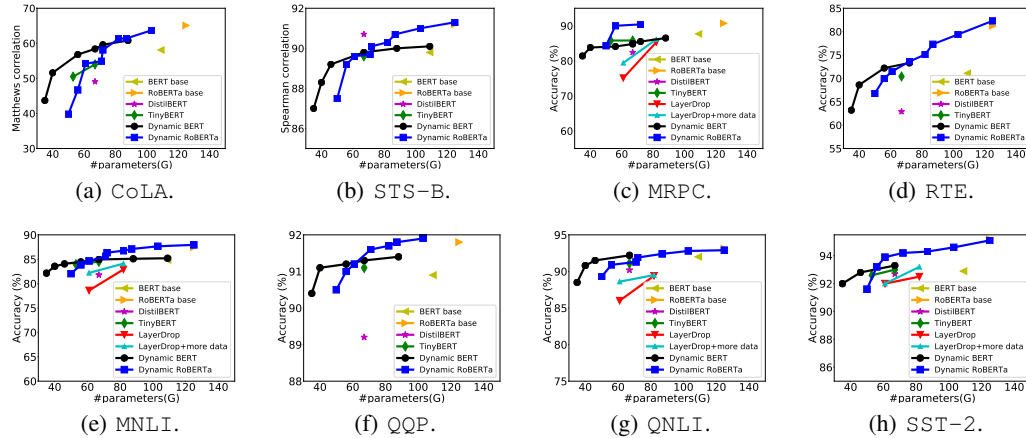 70
60
50
40
30
Matthews correlation
BERT base
RoBERTa base
DistilBERT
TinyBERT
Dynamic BERT
Dynamic RoBERTa
40 60 80 100 120 140
#parameters(G)
(a) CoLA.
90
88
86
Spearman correlation
BERT base
RoBERTa base
DistilBERT
TinyBERT
Dynamic BERT
Dynamic RoBERTa
40 60 80 100 120 140
#parameters(G)
(b) STS-B.
90
80
70
60
Accuracy (%)
BERT base
RoBERTa base
DistilBERT
TinyBERT
LayerDrop
LayerDrop+more data
Dynamic BERT
Dynamic RoBERTa
40 60 80 100 120 140
#parameters(G)
(c) MRPC.
85
80
75
70
65
60
55
Accuracy (%)
BERT base
RoBERTa base
DistilBERT
TinyBERT
Dynamic BERT
Dynamic RoBERTa
40 60 80 100 120 140
#parameters(G)
(d) RTE.
90
85
80
75
70
65
60
Accuracy (%)
BERT base
RoBERTa base
DistilBERT
TinyBERT
LayerDrop
LayerDrop+more data
Dynamic BERT
Dynamic RoBERTa
40 60 80 100 120 140
#parameters(G)
(e) MNLI.
92
91
90
89
88
Accuracy (%)
BERT base
RoBERTa base
DistilBERT
TinyBERT
Dynamic BERT
Dynamic RoBERTa
40 60 80 100 120 140
#parameters(G)
(f) QQP.
95
90
85
80
75
Accuracy (%)
BERT base
RoBERTa base
DistilBERT
TinyBERT
LayerDrop
LayerDrop+more data
Dynamic BERT
Dynamic RoBERTa
40 60 80 100 120 140
#parameters(G)
(g) QNLI.
94
92
90
88
86
Accuracy (%)
BERT base
RoBERTa base
DistilBERT
TinyBERT
LayerDrop
LayerDrop+more data
Dynamic BERT
Dynamic RoBERTa
40 60 80 100 120 140
#parameters(G)
(h) SST-2.